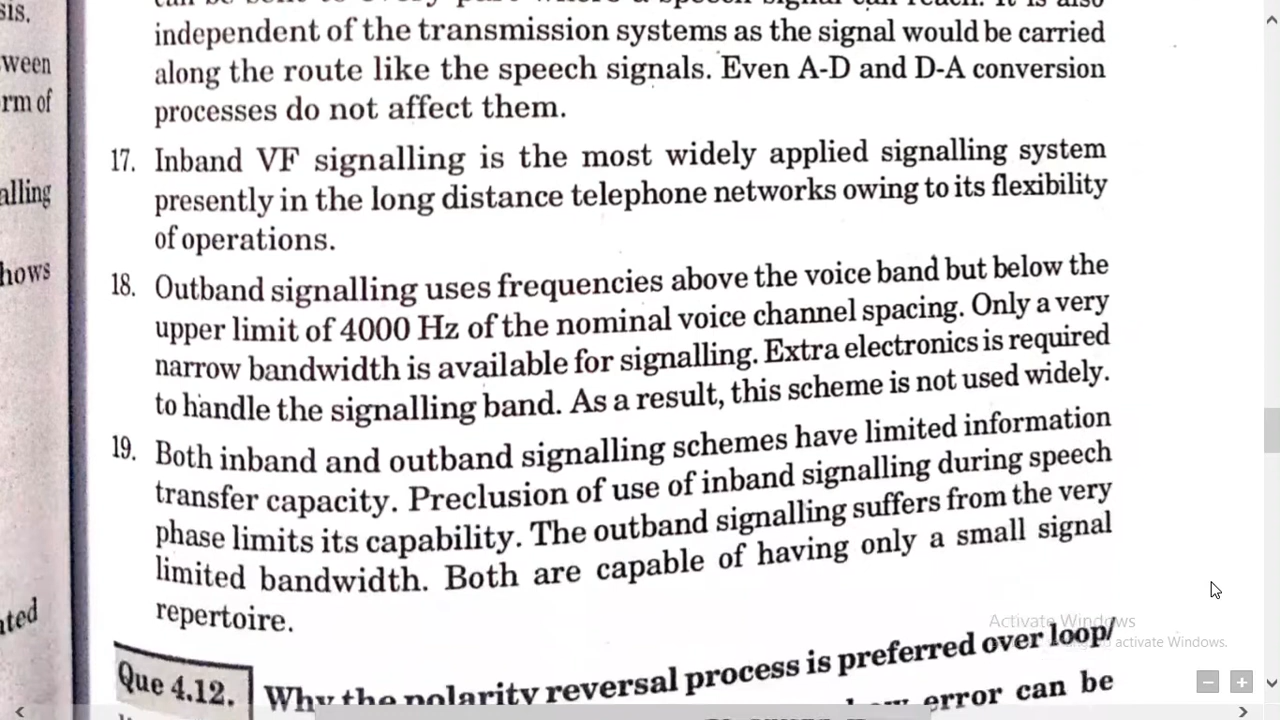 sis.
ween
rm of
alling
hows
ated
independent of the transmission systems as the signal would be carried
along the route like the speech signals. Even A-D and D-A conversion
processes do not affect them.
17. Inband VF signalling is the most widely applied signalling system
presently in the long distance telephone networks owing to its flexibility
of operations.
18. Outband signalling uses frequencies above the voice band but below the
upper limit of 4000 Hz of the nominal voice channel spacing. Only a very
narrow bandwidth is available for signalling. Extra electronics is required
to handle the signalling band. As a result, this scheme is not used widely.
19. Both inband and outband signalling schemes have limited information
transfer capacity. Preclusion of use of inband signalling during speech
phase limits its capability. The outband signalling suffers from the very
limited bandwidth. Both are capable of having only a small signal
repertoire.
Activate Windows
activate Windows.
Que 4.12. Why the polarity reversal process is preferred over loop/
error can be